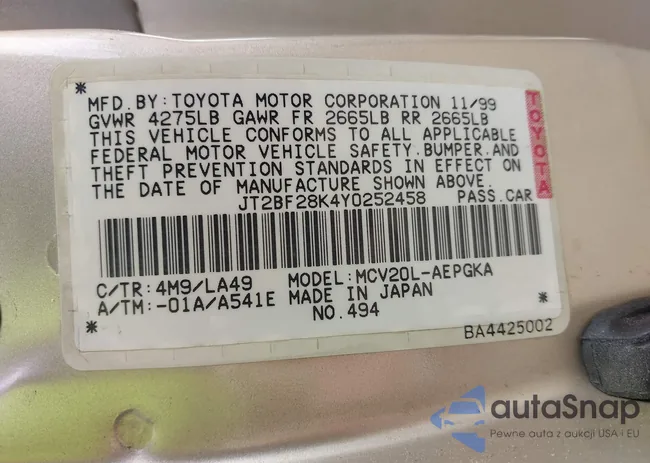 MFD. BY: TOYOTA MOTOR CORPORATION 11/99
GVWR 4275LB GAWR FR 2665LB RR 2665LB
THIS VEHICLE CONFORMS TO ALL APPLICABLE
FEDERAL MOTOR VEHICLE SAFETY, BUMPER, AND
THEFT PREVENTION STANDARDS IN EFFECT ON
THE DATE OF MANUFACTURE SHOWN ABOVE.
JT2BF28K4Y0252458 PASS. CAR
TOYOTA
C/TR: 4M9/LA49 MODEL: MCV20L-AEPGKA
A/TM: -01A/A541E MADE IN JAPAN
NO. 494
BA4425002
autaSnap
Pewne auta z aukcji USA i EU